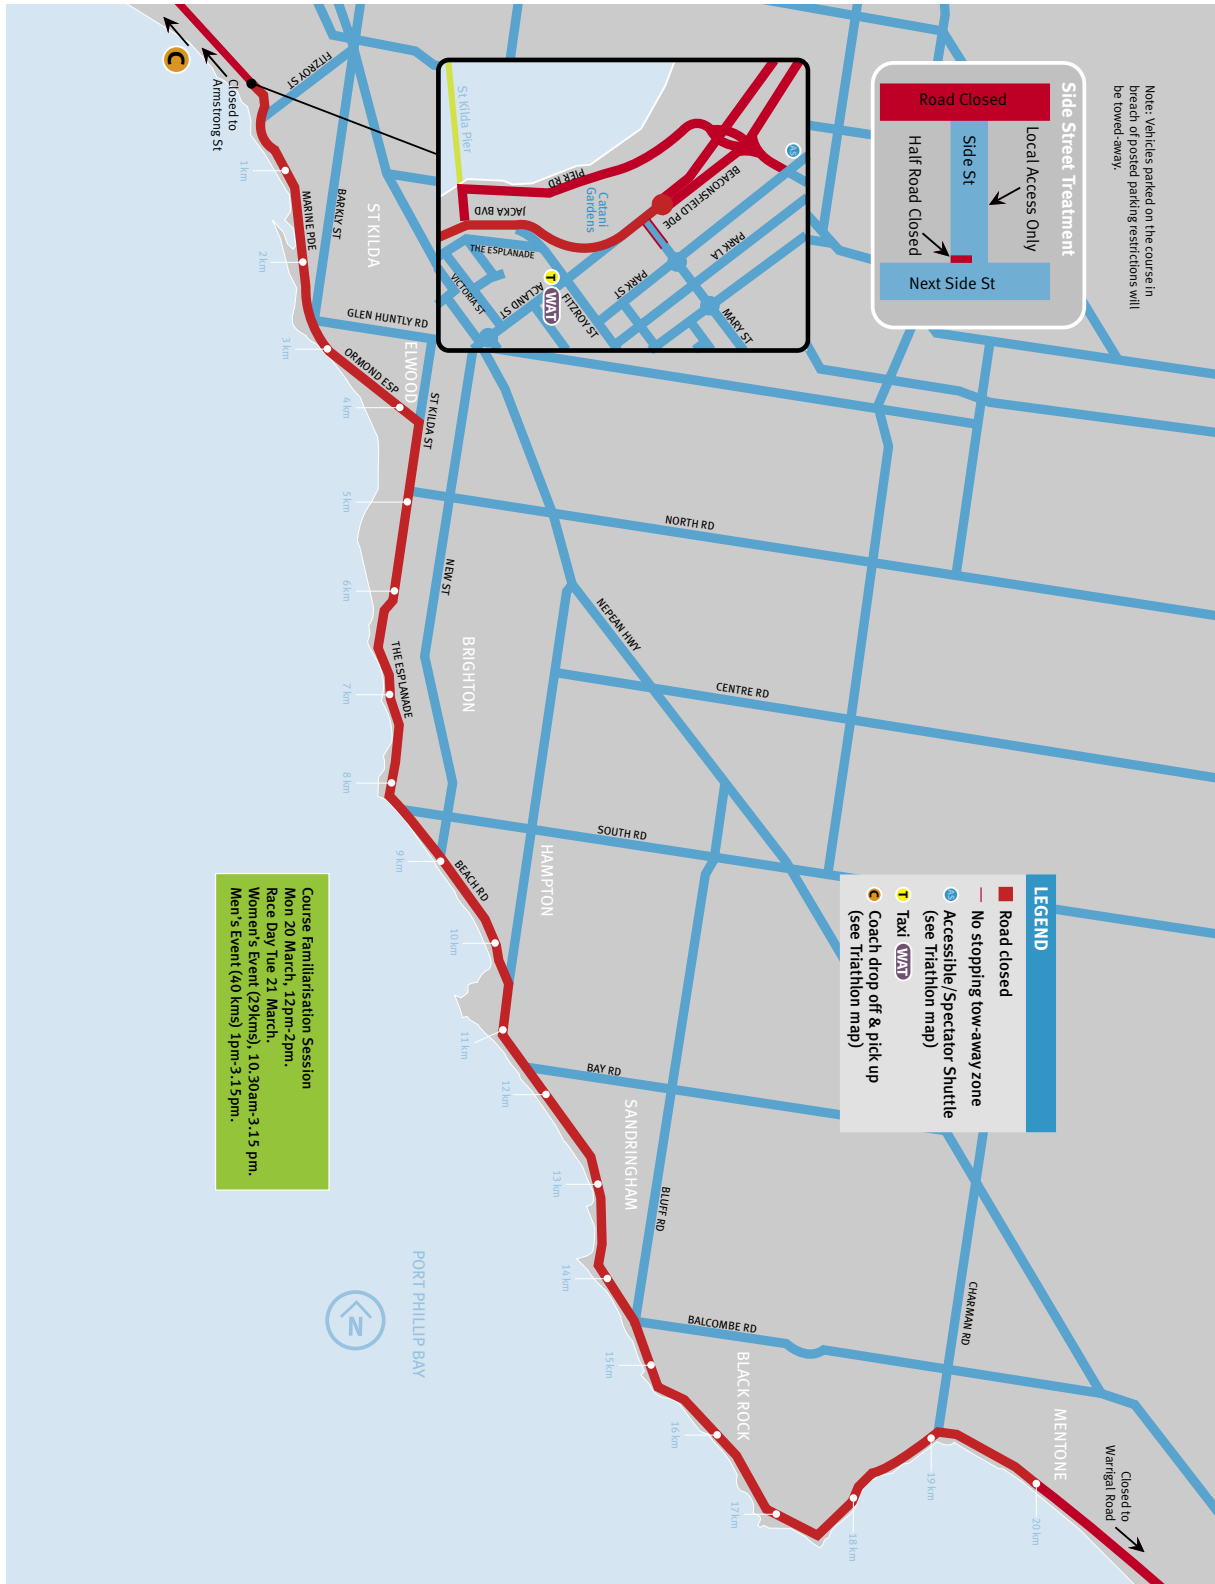 Note: Vehicles parked on the course in
breach of posted parking restrictions will
be towed-away.
Side Street Treatment
Road Closed
Local Access Only
Side St
Half Road Closed
Next Side St
St Kilda Pier
PIER RD
JACKA BVD
Catani
Gardens
BEACONSFIELD PDE
PARK LA
PARK ST
MARY ST
THE ESPLANADE
VICTORIA ST
ACLAND ST
FITZROY ST
T
WAT
AS
C
Closed to
Armstrong St
FITZROY ST
BARKLY ST
ST KILDA
MARINE PDE
GLEN HUNTLY RD
ELWOOD
ORMOND ESP
ST KILDA ST
NORTH RD
NEW ST
NEPEAN HWY
BRIGHTON
THE ESPLANADE
CENTRE RD
SOUTH RD
HAMPTON
BEACH RD
BAY RD
SANDRINGHAM
BLUFF RD
BALCOMBE RD
CHARMAN RD
BLACK ROCK
MENTONE
Closed to
Warrigal Road
1 km
2 km
3 km
4 km
5 km
6 km
7 km
8 km
9 km
10 km
11 km
12 km
13 km
14 km
15 km
16 km
17 km
18 km
19 km
20 km
LEGEND
Road closed
No stopping tow-away zone
AS Accessible/Spectator Shuttle
(see Triathlon map)
T Taxi WAT
C Coach drop off & pick up
(see Triathlon map)
Course Familiarisation Session
Mon 20 March, 12pm-2pm.
Race Day Tue 21 March.
Women's Event (29kms), 10.30am-3.15 pm.
Men's Event (40 kms) 1pm-3.15pm.
PORT PHILLIP BAY
N